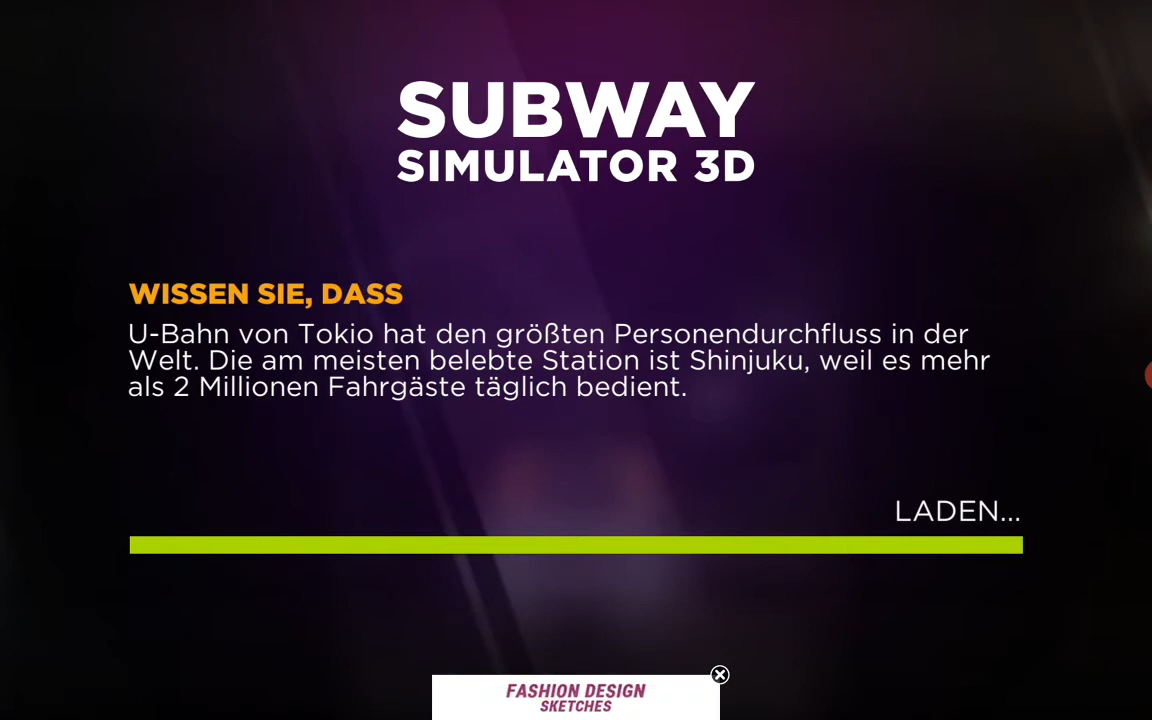 SUBWAY
SIMULATOR 3D
WISSEN SIE, DASS
U-Bahn von Tokio hat den größten Personendurchfluss in der
Welt. Die am meisten belebte Station ist Shinjuku, weil es mehr
als 2 Millionen Fahrgäste täglich bedient.
LADEN...
FASHION DESIGN
SKETCHES